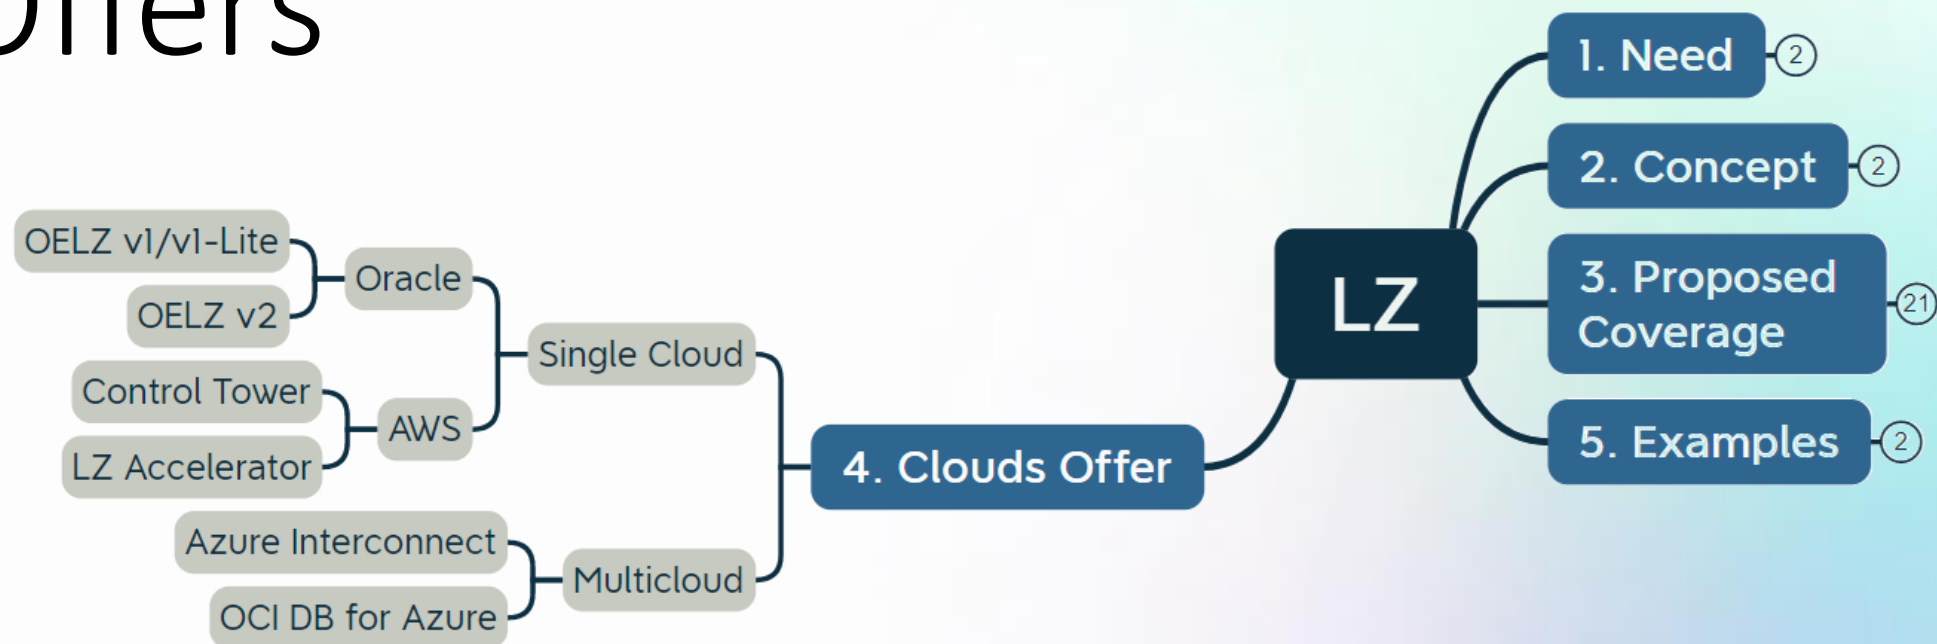 Offers
1. Need
2
2. Concept
2
LZ
3. Proposed
Coverage
21
5. Examples
2
4. Clouds Offer
Single Cloud
Oracle
OELZ v1/v1-Lite
OELZ v2
AWS
Control Tower
LZ Accelerator
Multicloud
Azure Interconnect
OCI DB for Azure